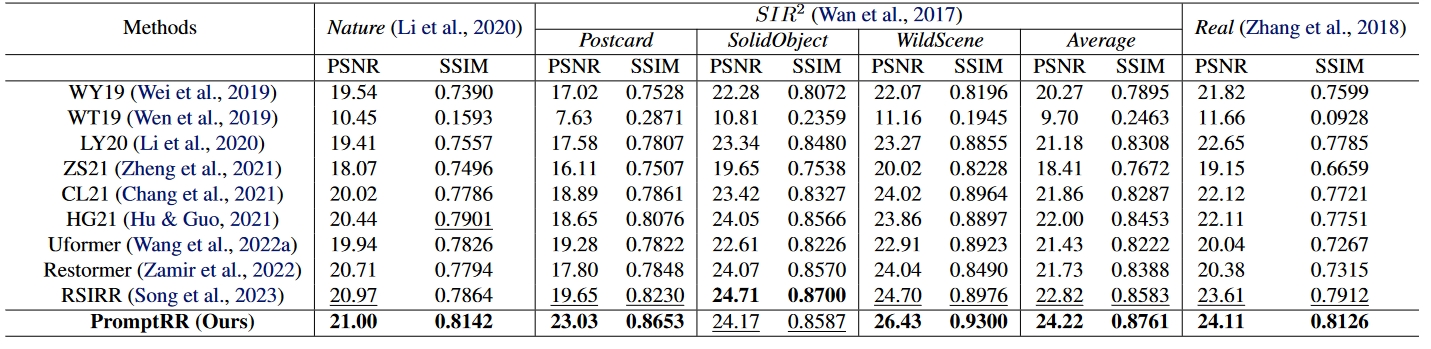 Methods Nature (Li et al., 2020) SIR² (Wan et al., 2017) Real (Zhang et al., 2018)
Postcard SolidObject WildScene Average
PSNR SSIM PSNR SSIM PSNR SSIM PSNR SSIM PSNR SSIM PSNR SSIM
WY19 (Wei et al., 2019) 19.54 0.7390 17.02 0.7528 22.28 0.8072 22.07 0.8196 20.27 0.7895 21.82 0.7599
WT19 (Wen et al., 2019) 10.45 0.1593 7.63 0.2871 10.81 0.2359 11.16 0.1945 9.70 0.2463 11.66 0.0928
LY20 (Li et al., 2020) 19.41 0.7557 17.58 0.7807 23.34 0.8480 23.27 0.8855 21.18 0.8308 22.65 0.7785
ZS21 (Zheng et al., 2021) 18.07 0.7496 16.11 0.7507 19.65 0.7538 20.02 0.8228 18.41 0.7672 19.15 0.6659
CL21 (Chang et al., 2021) 20.02 0.7786 18.89 0.7861 23.42 0.8327 24.02 0.8964 21.86 0.8287 22.12 0.7721
HG21 (Hu & Guo, 2021) 20.44 0.7901 18.65 0.8076 24.05 0.8566 23.86 0.8897 22.00 0.8453 22.11 0.7751
Uformer (Wang et al., 2022a) 19.94 0.7826 19.28 0.7822 22.61 0.8226 22.91 0.8923 21.43 0.8222 20.04 0.7267
Restormer (Zamir et al., 2022) 20.71 0.7794 17.80 0.7848 24.07 0.8570 24.04 0.8490 21.73 0.8388 20.38 0.7315
RSIRR (Song et al., 2023) 20.97 0.7864 19.65 0.8230 24.71 0.8700 24.70 0.8976 22.82 0.8583 23.61 0.7912
PromptRR (Ours) 21.00 0.8142 23.03 0.8653 24.17 0.8587 26.43 0.9300 24.22 0.8761 24.11 0.8126